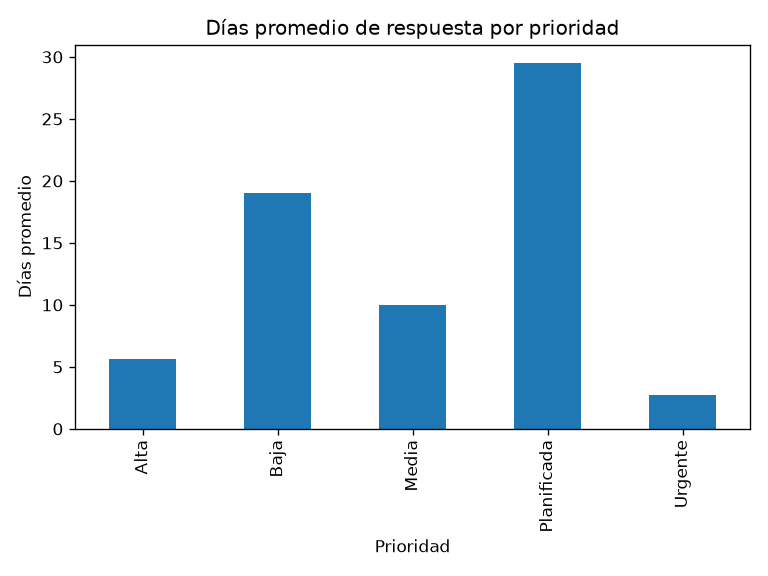 Días promedio de respuesta por prioridad
30
25
20
15
10
5
0
Días promedio
Alta
Baja
Media
Planificada
Urgente
Prioridad